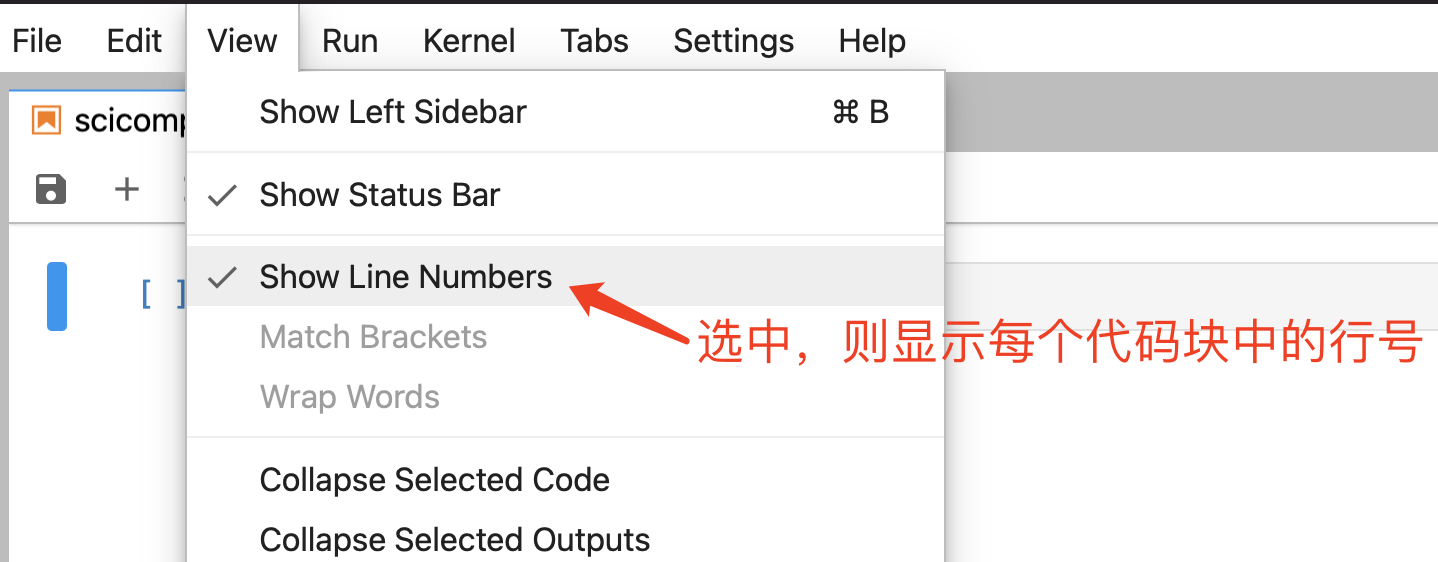 File Edit View Run Kernel Tabs Settings Help
Show Left Sidebar ⌘ B
scicomp
Show Status Bar
[ ]
Show Line Numbers
选中，则显示每个代码块中的行号
Match Brackets
Wrap Words
Collapse Selected Code
Collapse Selected Outputs